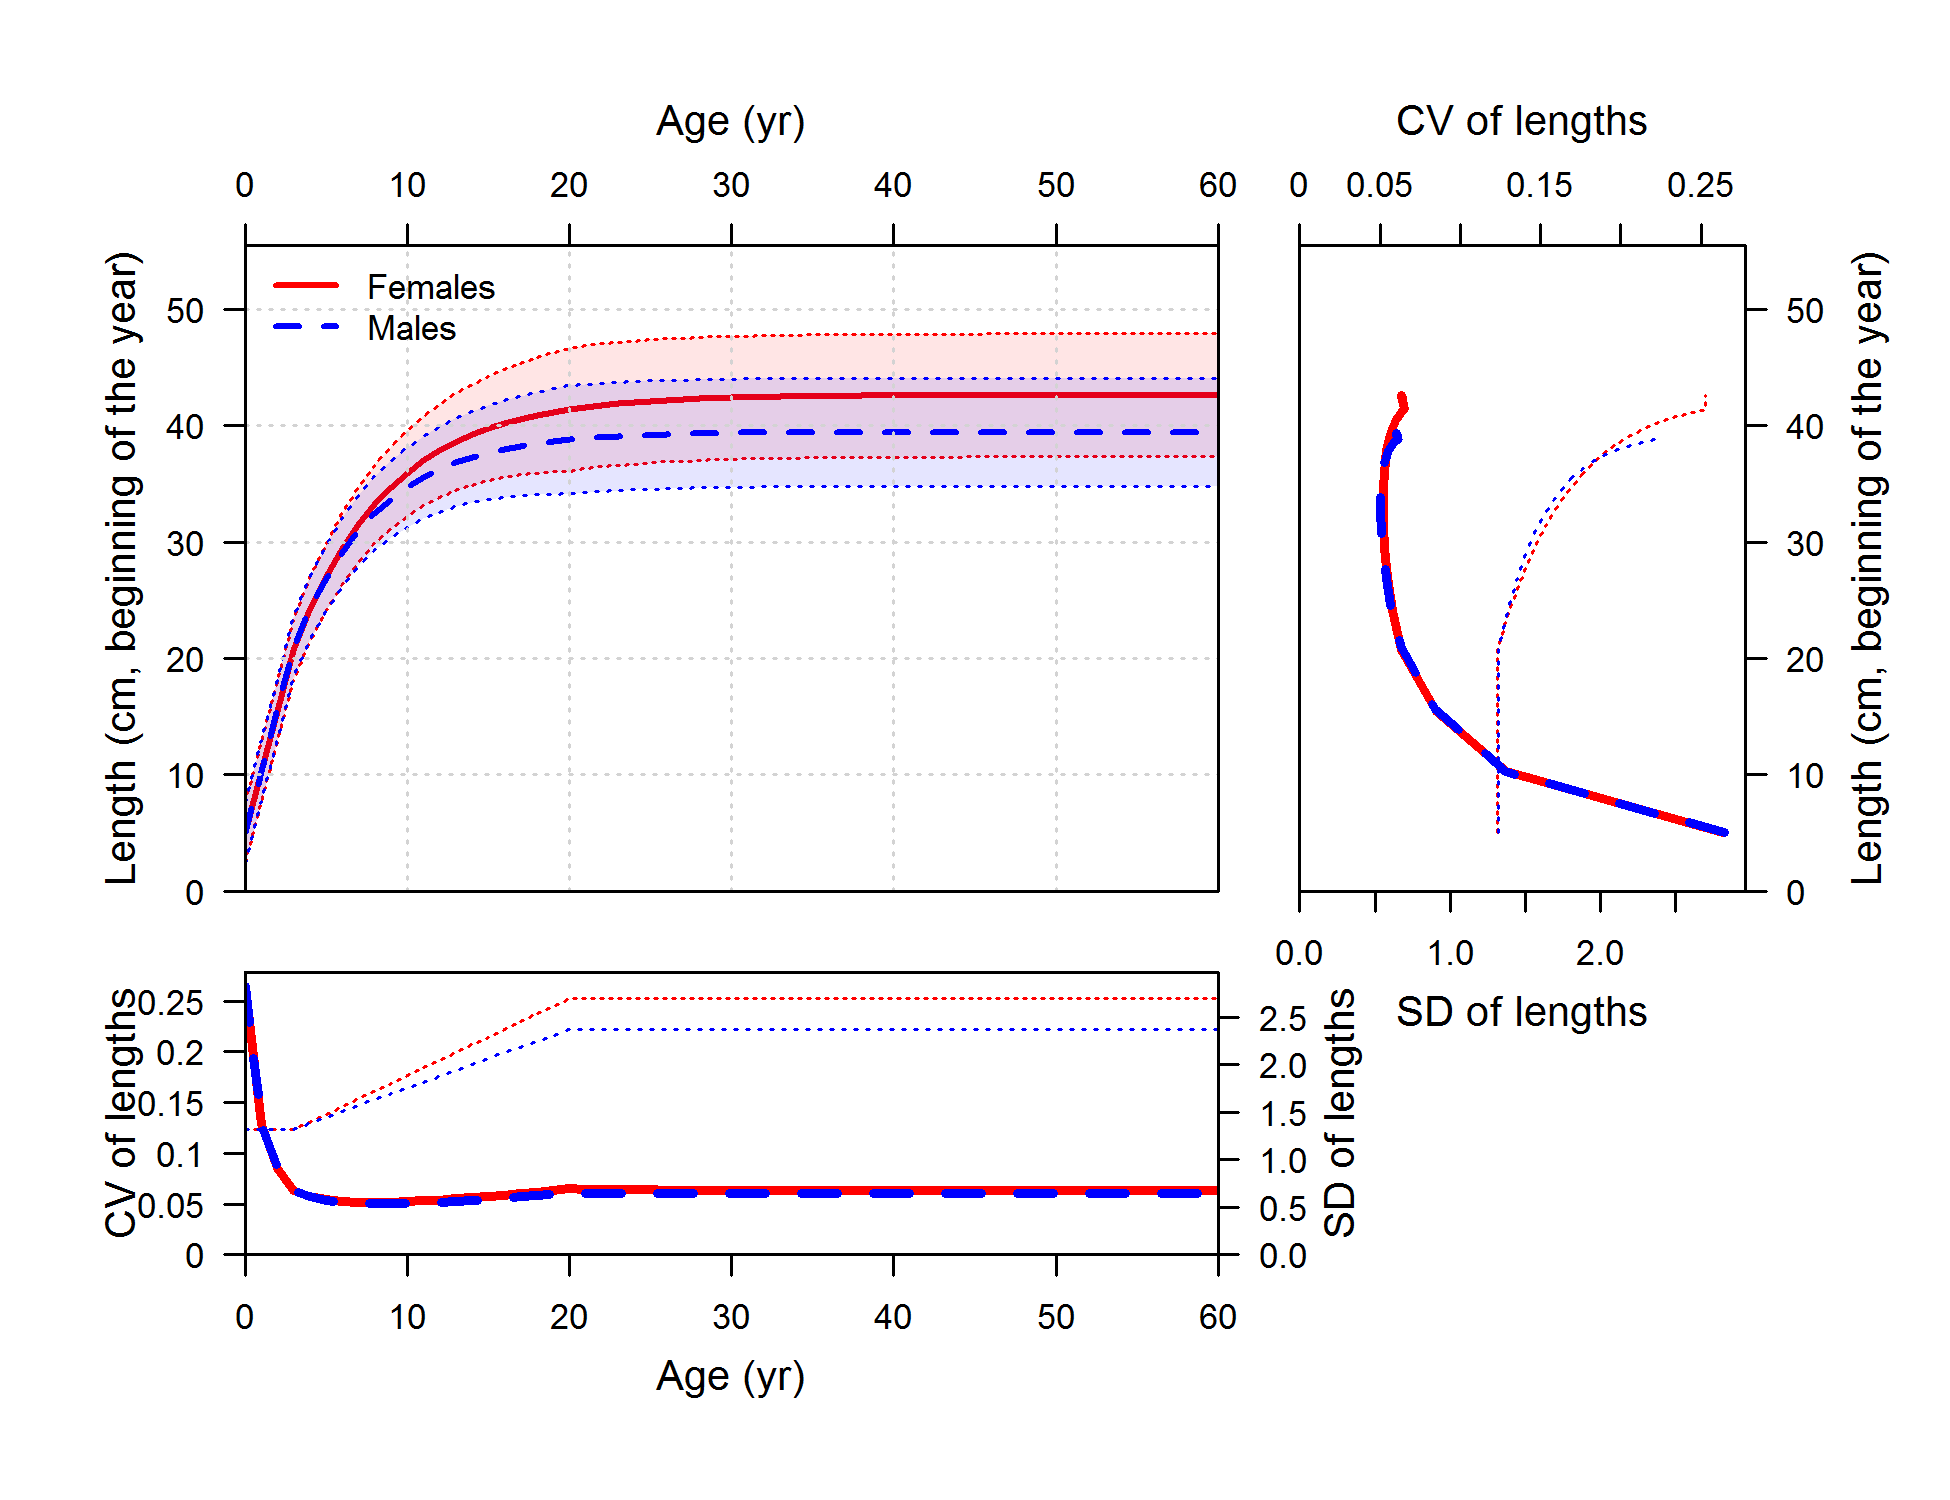 Age (yr)
CV of lengths
0 10 20 30 40 50 60
0 0.05 0.15 0.25
Length (cm, beginning of the year)
50
40
30
20
10
0
Females
Males
50
40
30
20
10
0
Length (cm, beginning of the year)
0.0 1.0 2.0
SD of lengths
CV of lengths
0.25
0.2
0.15
0.1
0.05
0
2.5
2.0
1.5
1.0
0.5
0.0
SD of lengths
0 10 20 30 40 50 60
Age (yr)